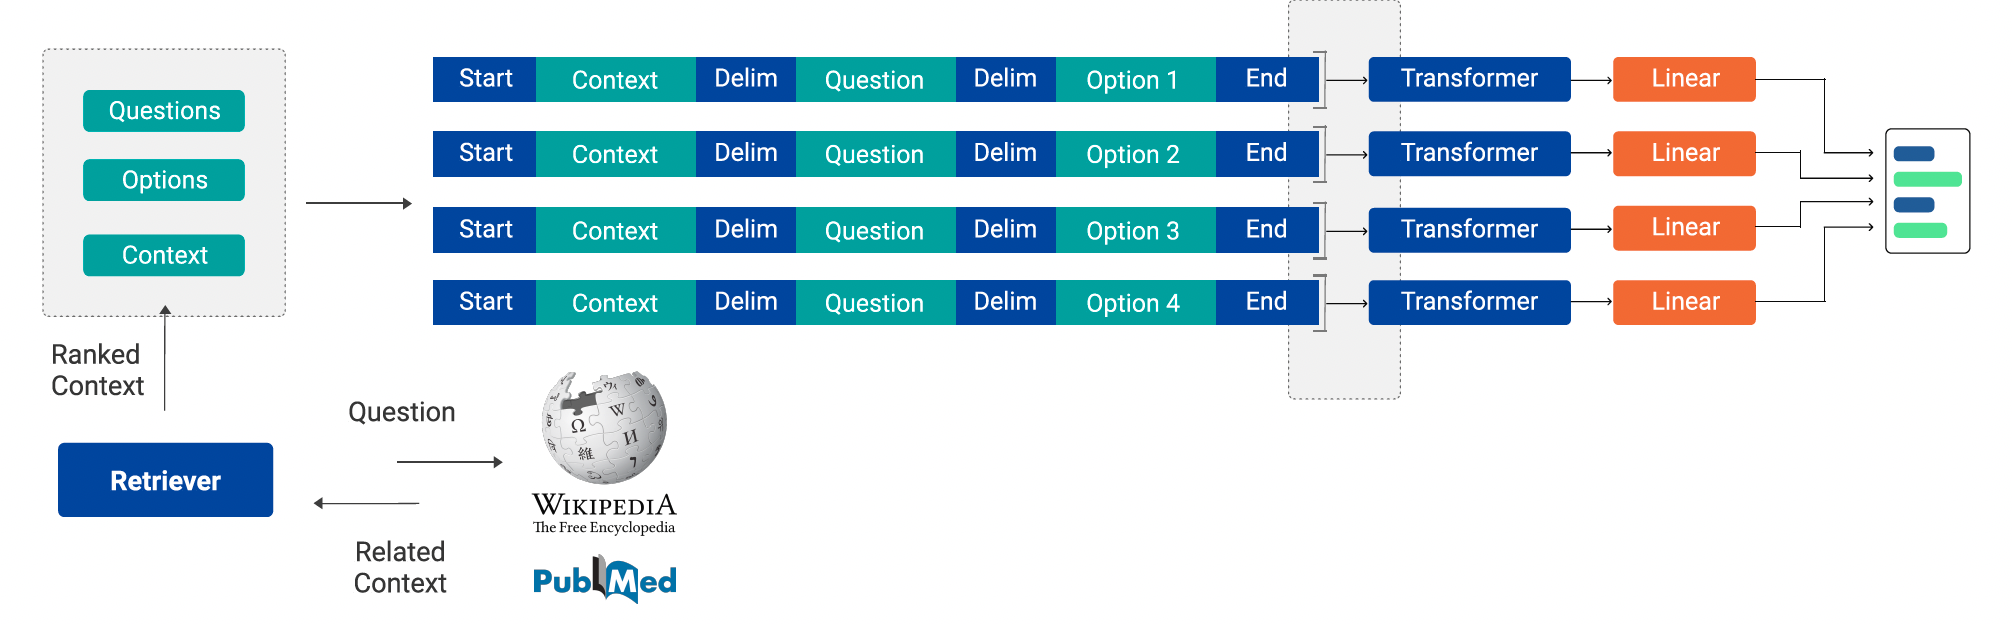 Questions
Options
Context
Start Context Delim Question Delim Option 1 End Transformer Linear
Start Context Delim Question Delim Option 2 End Transformer Linear
Start Context Delim Question Delim Option 3 End Transformer Linear
Start Context Delim Question Delim Option 4 End Transformer Linear
Ranked
Context
Retriever
Question
Related
Context
Ω W И 維
WIKIPEDIA
The Free Encyclopedia
PubMed